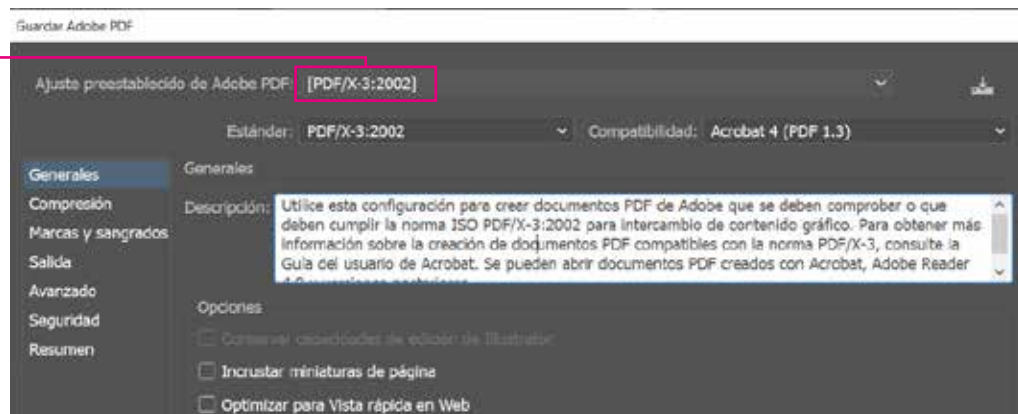 Guardar Adobe PDF
Ajuste preestablecido de Adobe PDF: [PDF/X-3:2002]
Estándar: PDF/X-3:2002 Compatibilidad: Acrobat 4 (PDF 1.3)
Generales
Compresión
Marcas y sangrados
Salida
Avanzado
Seguridad
Resumen
Generales
Descripción: Utilice esta configuración para creer documentos PDF de Adobe que se deben comprobar o que
deben cumplir la norma ISO PDF/X-3:2002 para intercambio de contenido gráfico. Para obtener más
información sobre la creación de documentos PDF compatibles con la norma PDF/X-3, consulte la
Guía del usuario de Acrobat. Se pueden abrir documentos PDF creados con Acrobat, Adobe Reader
Opciones
Conservar capacidades de edición de Illustrator
Incrustar miniaturas de página
Optimizar para Vista rápida en Web